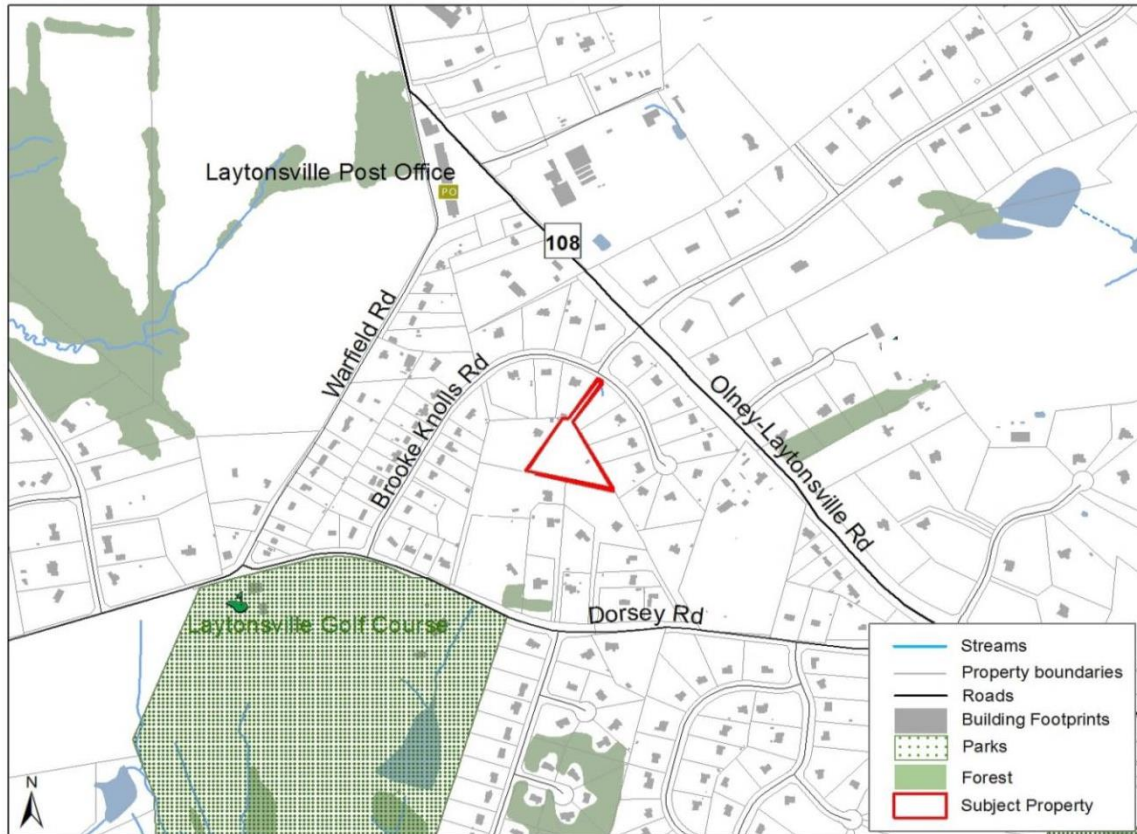 Laytonsville Post Office
PO
108
Warfield Rd
Brooke Knolls Rd
Olney-Laytonsville Rd
Laytonsville Golf Course
Dorsey Rd
Streams
Property boundaries
Roads
Building Footprints
Parks
Forest
Subject Property
N